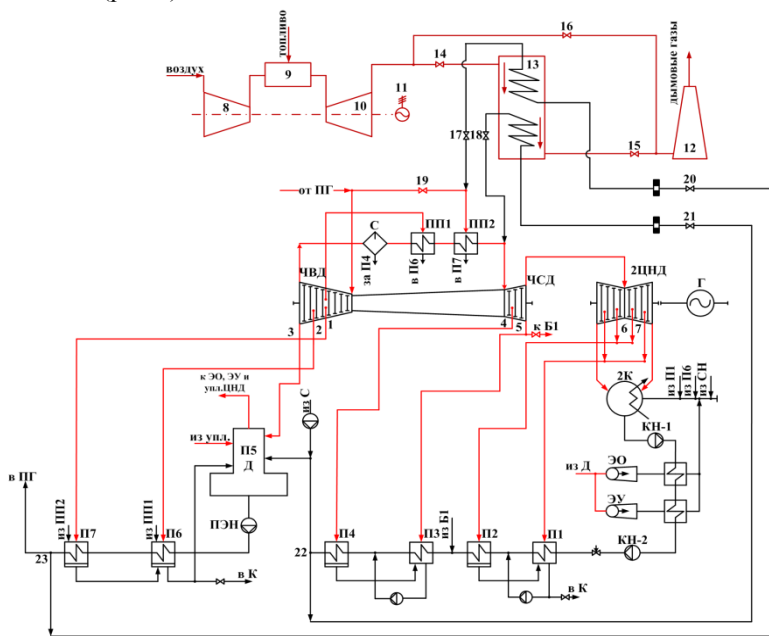 топливо
16
14
13
9
воздух
11
8
10
дымовые газы
17
18
15
12
19
20
от ПГ
21
С
ПП1
ПП2
за П4
в П6
в П7
ЧВД
ЧСД
2ЦНД
Г
3
2
1
4
5
6
7
к Б1
к ЭО, ЭУ и
упл.ЦНД
из С
2К
из П1
из П6
из СН
КН-1
из упл.
П5
Д
из Д
ЭО
ЭУ
в ПГ
из ПП2
из ПП1
ПЭН
из Б1
П7
П6
П4
П3
П2
П1
23
22
КН-2
в К
в К